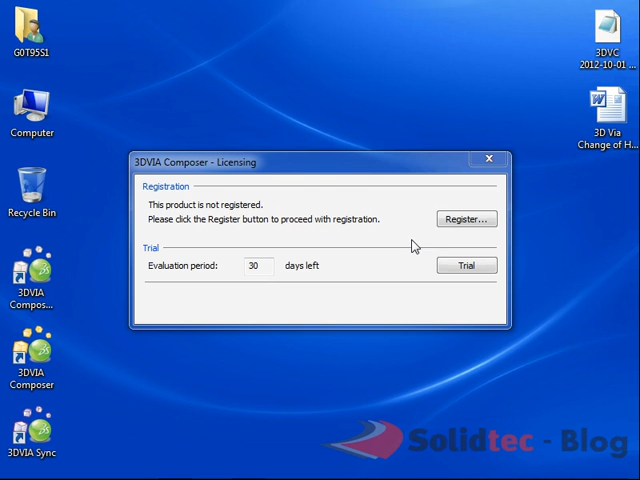 G0T95S1
Computer
Recycle Bin
3DVIA
Compos...
3DVIA
Composer
3DVIA Sync
3DVC
2012-10-01 ...
3D Via
Change of H...
3DVIA Composer - Licensing
Registration
This product is not registered.
Please click the Register button to proceed with registration.
Register...
Trial
Evaluation period: 30 days left
Trial
Solidtec - Blog